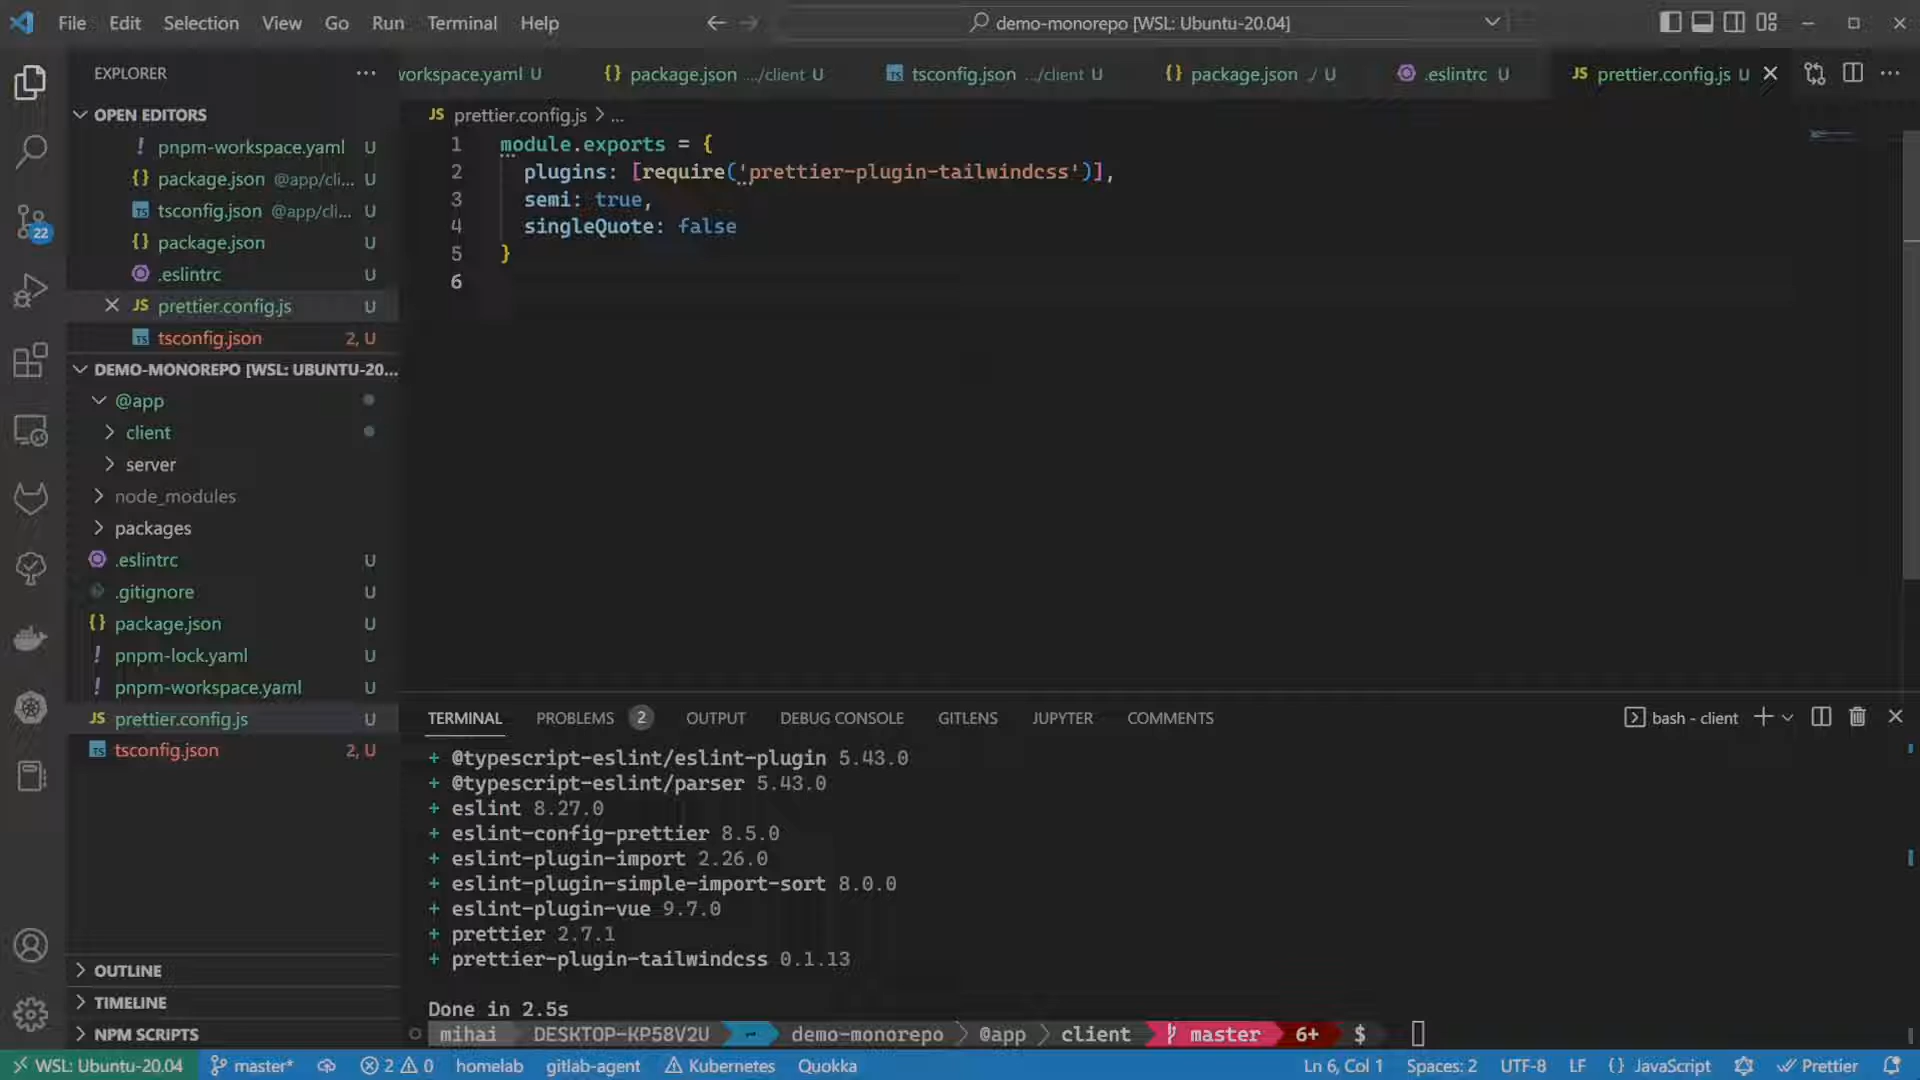 File Edit Selection View Go Run Terminal Help
demo-monorepo [WSL: Ubuntu-20.04]
EXPLORER
OPEN EDITORS
! pnpm-workspace.yaml U
{} package.json @app/cli... U
TS tsconfig.json @app/cli... U
{} package.json U
.eslintrc U
JS prettier.config.js U
TS tsconfig.json 2, U
DEMO-MONOREPO [WSL: UBUNTU-20...
@app
client
server
node_modules
packages
.eslintrc U
.gitignore U
{} package.json U
! pnpm-lock.yaml U
! pnpm-workspace.yaml U
JS prettier.config.js U
TS tsconfig.json 2, U
OUTLINE
TIMELINE
NPM SCRIPTS
22
vorkspace.yaml U {} package.json .../client U TS tsconfig.json .../client U {} package.json ./ U .eslintrc U JS prettier.config.js U
JS prettier.config.js > ...
1 module.exports = {
2 plugins: [require('prettier-plugin-tailwindcss')],
3 semi: true,
4 singleQuote: false
5 }
6
TERMINAL PROBLEMS 2 OUTPUT DEBUG CONSOLE GITLENS JUPYTER COMMENTS bash - client
+ @typescript-eslint/eslint-plugin 5.43.0
+ @typescript-eslint/parser 5.43.0
+ eslint 8.27.0
+ eslint-config-prettier 8.5.0
+ eslint-plugin-import 2.26.0
+ eslint-plugin-simple-import-sort 8.0.0
+ eslint-plugin-vue 9.7.0
+ prettier 2.7.1
+ prettier-plugin-tailwindcss 0.1.13
Done in 2.5s
mihai DESKTOP-KP58V2U ~ demo-monorepo > @app > client master 6+ $
WSL: Ubuntu-20.04 master* 2 0 homelab gitlab-agent Kubernetes Quokka Ln 6, Col 1 Spaces: 2 UTF-8 LF {} JavaScript Prettier